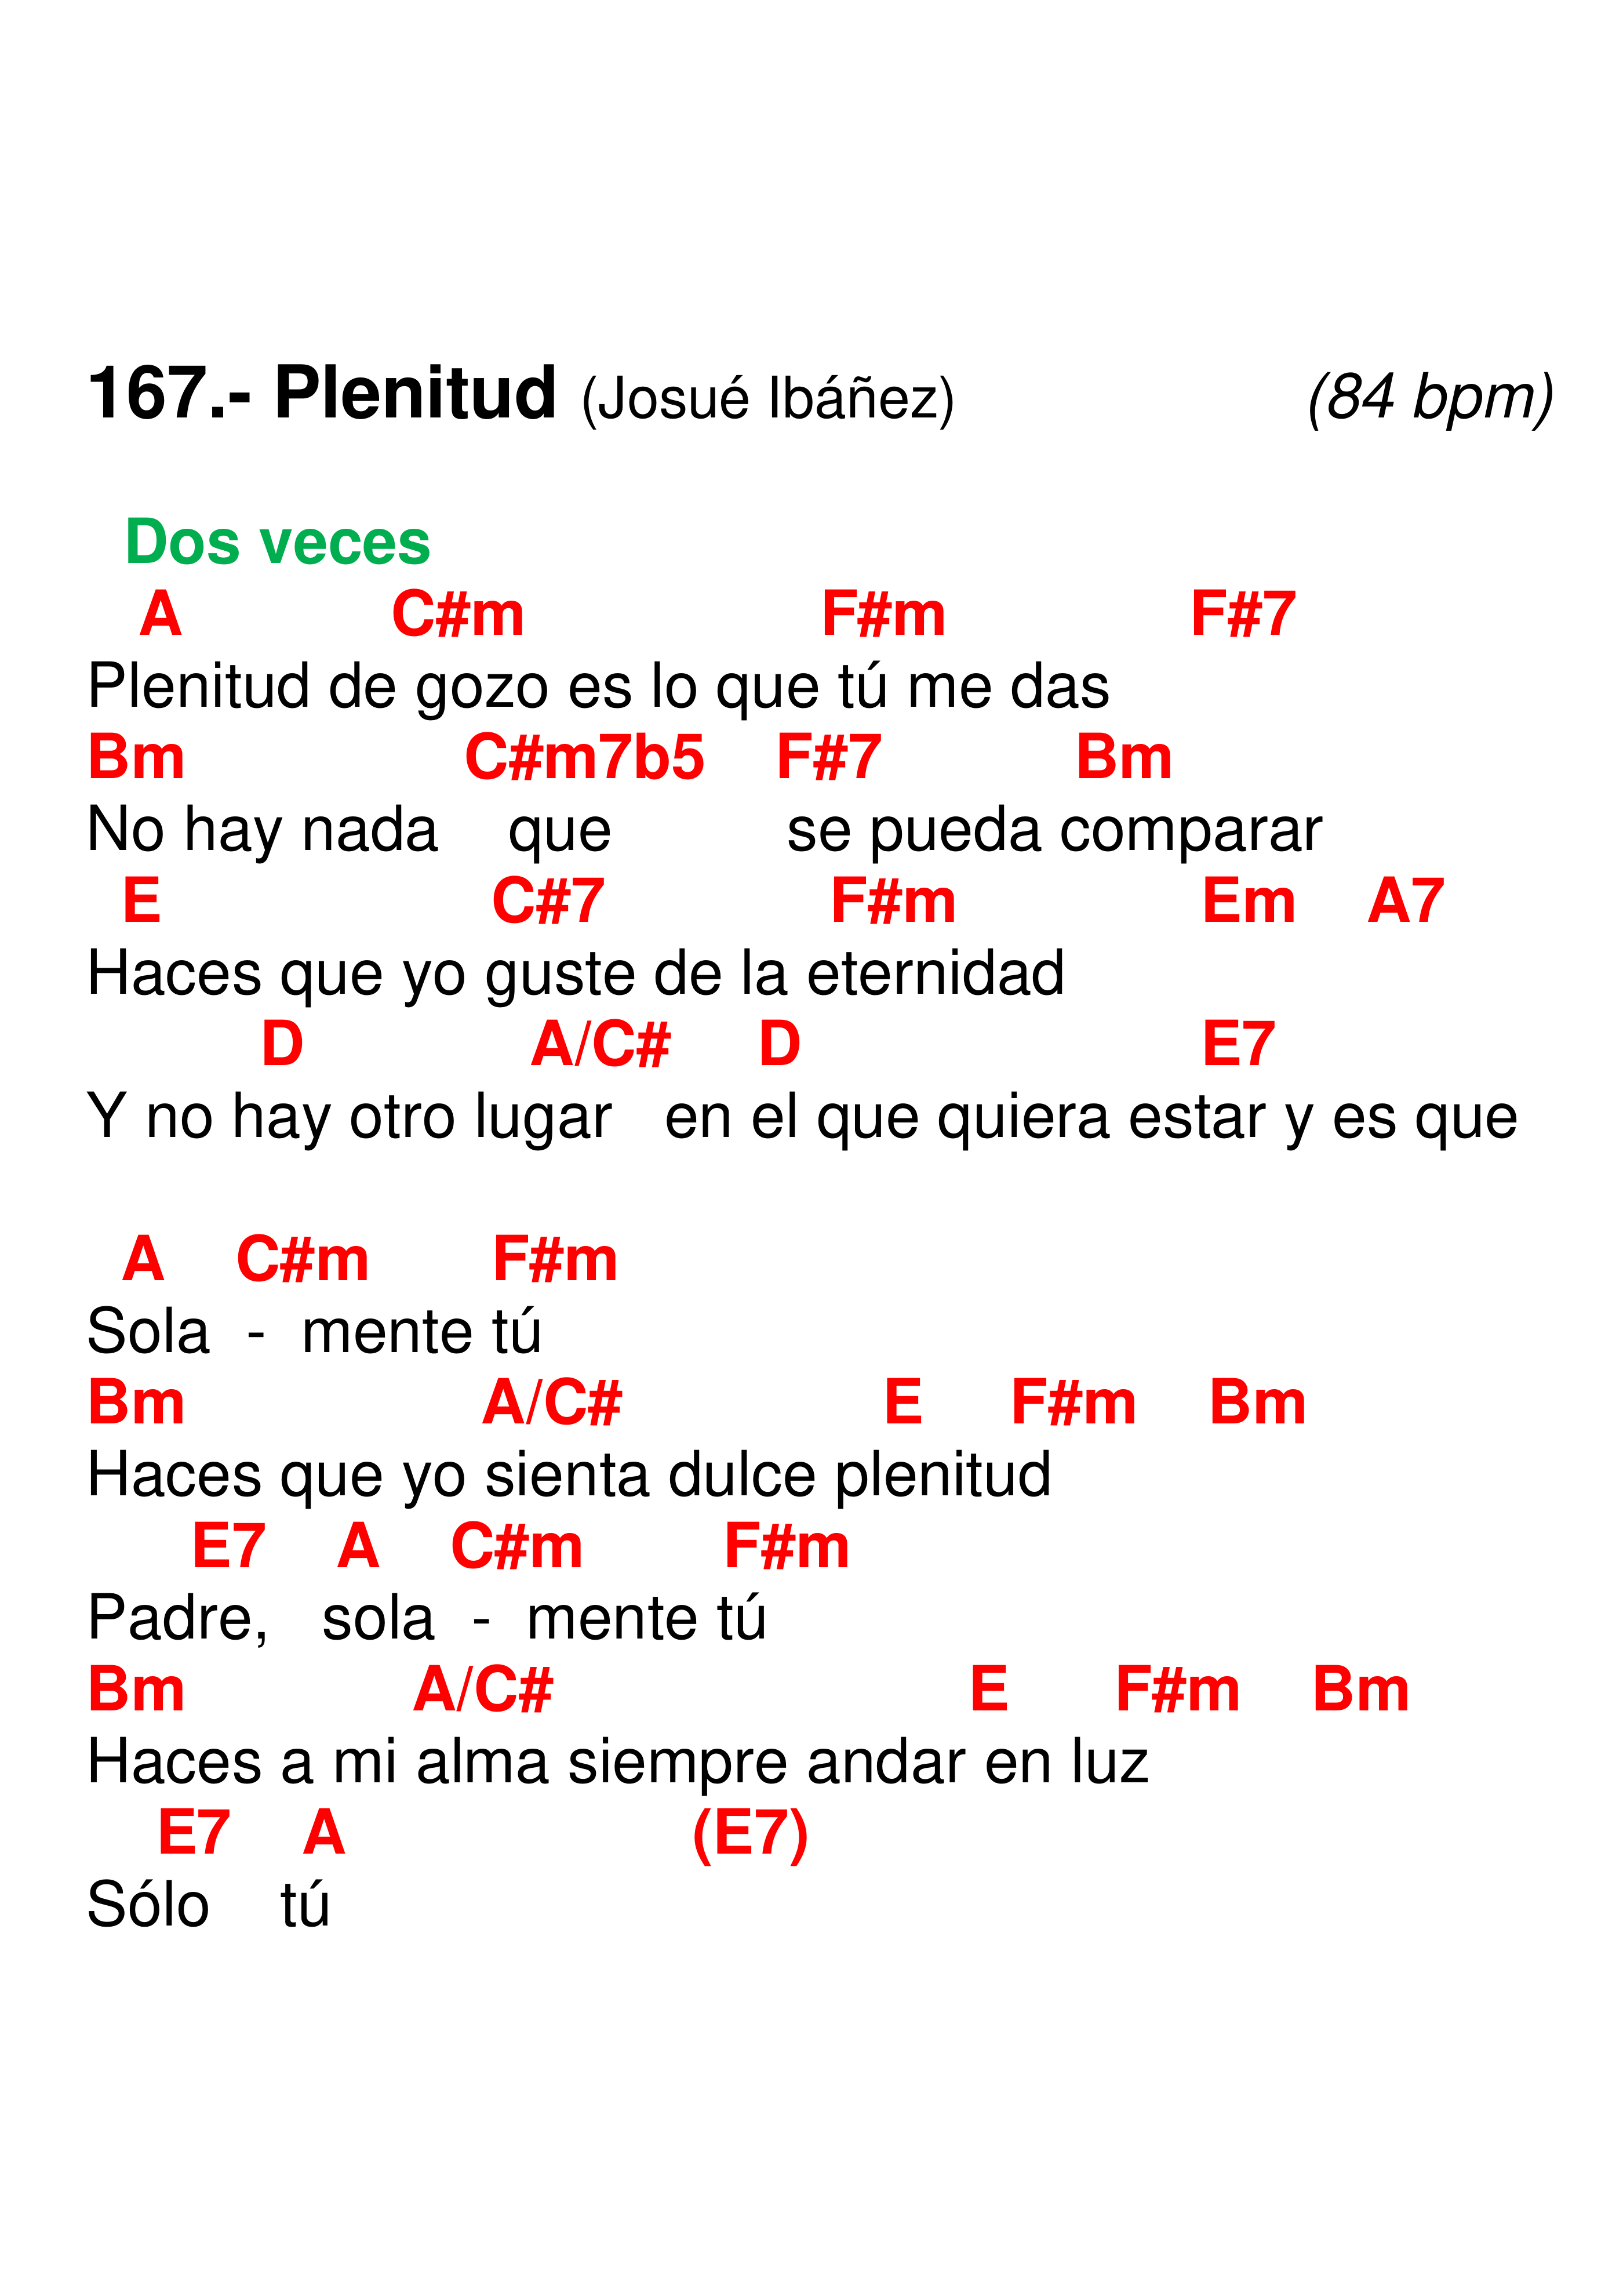 167.- Plenitud (Josué Ibáñez) (84 bpm)
Dos veces
A C#m F#m F#7
Plenitud de gozo es lo que tú me das
Bm C#m7b5 F#7 Bm
No hay nada que se pueda comparar
E C#7 F#m Em A7
Haces que yo guste de la eternidad
D A/C# D E7
Y no hay otro lugar en el que quiera estar y es que
A C#m F#m
Sola - mente tú
Bm A/C# E F#m Bm
Haces que yo sienta dulce plenitud
E7 A C#m F#m
Padre, sola - mente tú
Bm A/C# E F#m Bm
Haces a mi alma siempre andar en luz
E7 A (E7)
Sólo tú